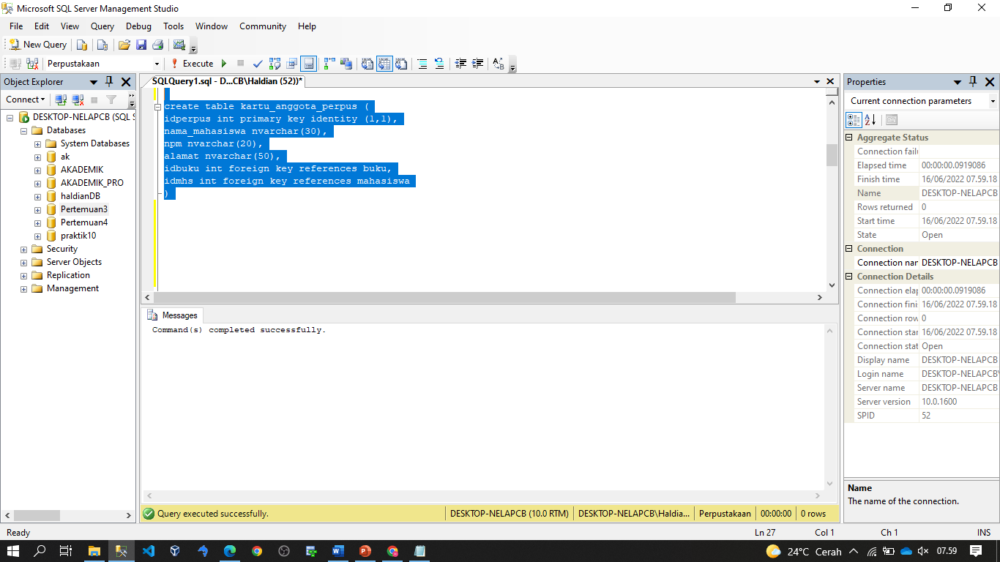 Microsoft SQL Server Management Studio
File Edit View Query Debug Tools Window Community Help
New Query
Perpustakaan Execute
Object Explorer
Connect
DESKTOP-NELAPCB (SQL S
Databases
System Databases
ak
AKADEMIK
AKADEMIK_PRO
haldianDB
Pertemuan3
Pertemuan4
praktik10
Security
Server Objects
Replication
Management
SQLQuery1.sql - D...CB\Haldian (52))*
create table kartu_anggota_perpus (
idperpus int primary key identity (1,1),
nama_mahasiswa nvarchar(30),
npm nvarchar(20),
alamat nvarchar(50),
idbuku int foreign key references buku,
idmhs int foreign key references mahasiswa
)
Messages
Command(s) completed successfully.
Query executed successfully. DESKTOP-NELAPCB (10.0 RTM) DESKTOP-NELAPCB\Haldia... Perpustakaan 00:00:00 0 rows
Properties
Current connection parameters
Aggregate Status
Connection failu
Elapsed time 00:00:00.0919086
Finish time 16/06/2022 07.59.18
Name DESKTOP-NELAPCB
Rows returned 0
Start time 16/06/2022 07.59.18
State Open
Connection
Connection nar DESKTOP-NELAPCB
Connection Details
Connection elap 00:00:00.0919086
Connection fini 16/06/2022 07.59.18
Connection row 0
Connection star 16/06/2022 07.59.18
Connection stat Open
Display name DESKTOP-NELAPCB
Login name DESKTOP-NELAPCB\
Server name DESKTOP-NELAPCB
Server version 10.0.1600
SPID 52
Name
The name of the connection.
Ready Ln 27 Col 1 Ch 1 INS
24°C Cerah 07.59